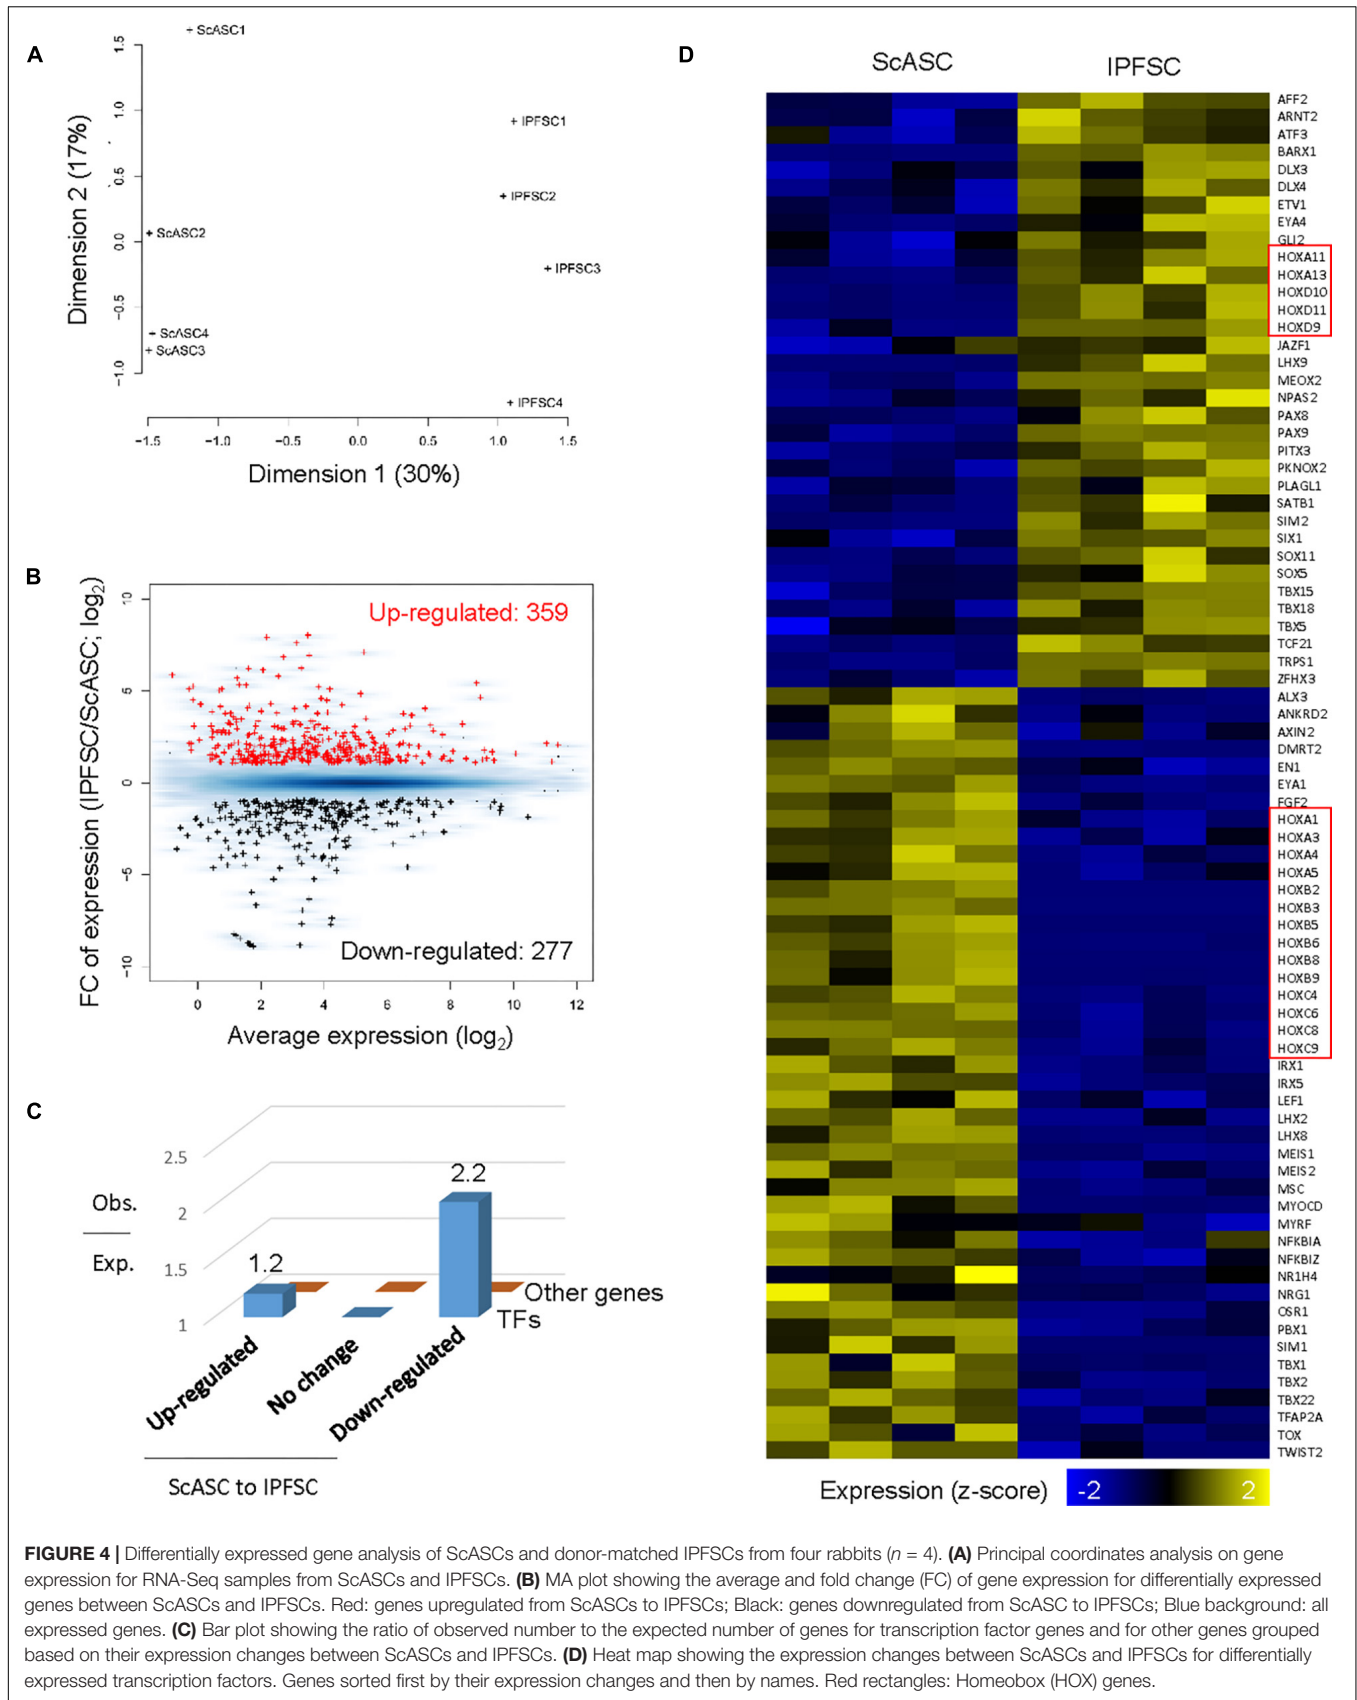 A
ScASC1
IPFSC1
IPFSC2
ScASC2
IPFSC3
ScASC4
ScASC3
IPFSC4
Dimension 2 (17%)
1.5
1.0
0.5
0.0
−0.5
−1.0
−1.5
−1.0
−0.5
0.0
0.5
1.0
1.5
Dimension 1 (30%)
B
FC of expression (IPFSC/ScASC; log2)
10
5
0
−5
−10
Up-regulated: 359
Down-regulated: 277
0
2
4
6
8
10
12
Average expression (log2)
C
Obs.
Exp.
2.5
2
1.5
1
1.2
2.2
Other genes
TFs
Up-regulated
No change
Down-regulated
ScASC to IPFSC
D
ScASC
IPFSC
AFF2
ARNT2
ATF3
BARX1
DLX3
DLX4
ETV1
EYA4
GLI2
HOXA11
HOXA13
HOXD10
HOXD11
HOXD9
JAZF1
LHX9
MEOX2
NPAS2
PAX8
PAX9
PITX3
PKNOX2
PLAGL1
SATB1
SIM2
SIX1
SOX11
SOX5
TBX15
TBX18
TBX5
TCF21
TRPS1
ZFHX3
ALX3
ANKRD2
AXIN2
DMRT2
EN1
EYA1
FGF2
HOXA1
HOXA3
HOXA4
HOXA5
HOXB2
HOXB3
HOXB5
HOXB6
HOXB8
HOXB9
HOXC4
HOXC6
HOXC8
HOXC9
IRX1
IRX5
LEF1
LHX2
LHX8
MEIS1
MEIS2
MSC
MYOCD
MYRF
NFKBIA
NFKBIZ
NR1H4
NRG1
OSR1
PBX1
SIM1
TBX1
TBX2
TBX22
TFAP2A
TOX
TWIST2
Expression (z-score)
-2
2
FIGURE 4 | Differentially expressed gene analysis of ScASCs and donor-matched IPFSCs from four rabbits (n = 4). (A) Principal coordinates analysis on gene
expression for RNA-Seq samples from ScASCs and IPFSCs. (B) MA plot showing the average and fold change (FC) of gene expression for differentially expressed
genes between ScASCs and IPFSCs. Red: genes upregulated from ScASCs to IPFSCs; Black: genes downregulated from ScASC to IPFSCs; Blue background: all
expressed genes. (C) Bar plot showing the ratio of observed number to the expected number of genes for transcription factor genes and for other genes grouped
based on their expression changes between ScASCs and IPFSCs. (D) Heat map showing the expression changes between ScASCs and IPFSCs for differentially
expressed transcription factors. Genes sorted first by their expression changes and then by names. Red rectangles: Homeobox (HOX) genes.